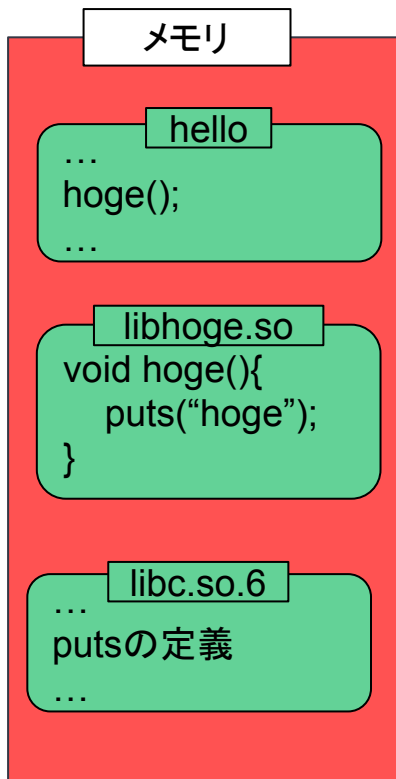 メモリ
hello
…
hoge();
…
libhoge.so
void hoge(){
puts(“hoge”);
}
libc.so.6
…
putsの定義
…